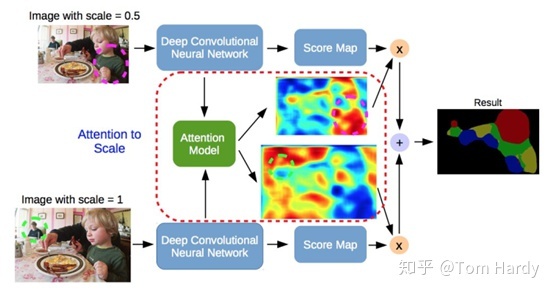 Image with scale = 0.5
Deep Convolutional
Neural Network
Score Map
x
Attention to
Scale
Attention
Model
Result
+
Image with scale = 1
Deep Convolutional
Neural Network
Score Map
x
知乎 @Tom Hardy